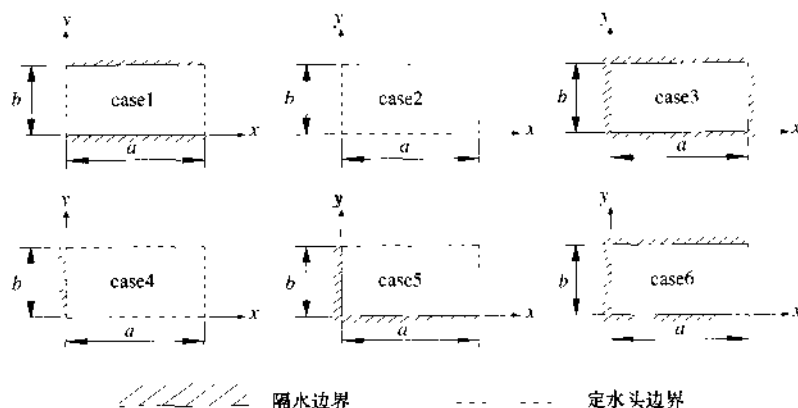 y y y
b case1 x b case2 x b case3 x
a a a
y y y
b case4 x b case5 x b case6 x
a a a
隔水边界 定水头边界